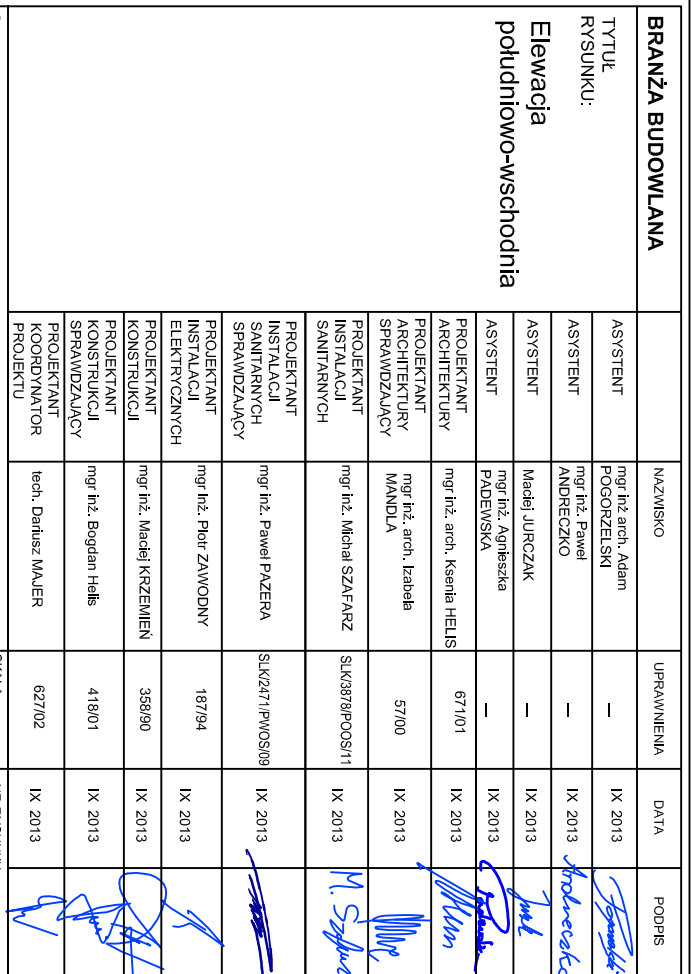 BRANŻA BUDOWLANA
NAZWISKO
UPRAWNIENIA
DATA
PODPIS
TYTUŁ
RYSUNKU:
Elewacja
południowo-wschodnia
ASYSTENT
mgr inż arch. Adam
POGORZELSKI
–
IX 2013
ASYSTENT
mgr inż. Paweł
ANDRECZKO
–
IX 2013
Andreczko
ASYSTENT
Maciej JURCZAK
–
IX 2013
ASYSTENT
mgr inż. Agnieszka
PADEWSKA
–
IX 2013
PROJEKTANT
ARCHITEKTURY
mgr inż. arch. Ksenia HELIS
671/01
IX 2013
PROJEKTANT
ARCHITEKTURY
SPRAWDZAJĄCY
mgr inż. arch. Izabela
MANDLA
57/00
IX 2013
PROJEKTANT
INSTALACJI
SANITARNYCH
mgr inż. Michał SZAFARZ
SLK/3878/POOS/11
IX 2013
M. Szafarz
PROJEKTANT
INSTALACJI
SANITARNYCH
SPRAWDZAJĄCY
mgr inż. Paweł PAZERA
SLK/2471/PWOS/09
IX 2013
PROJEKTANT
INSTALACJI
ELEKTRYCZNYCH
mgr inż. Piotr ZAWODNY
187/94
IX 2013
PROJEKTANT
KONSTRUKCJI
mgr inż. Maciej KRZEMIEŃ
358/90
IX 2013
PROJEKTANT
KONSTRUKCJI
SPRAWDZAJĄCY
mgr inż. Bogdan Helis
418/01
IX 2013
PROJEKTANT
KOORDYNATOR
PROJEKTU
tech. Dariusz MAJER
627/02
IX 2013